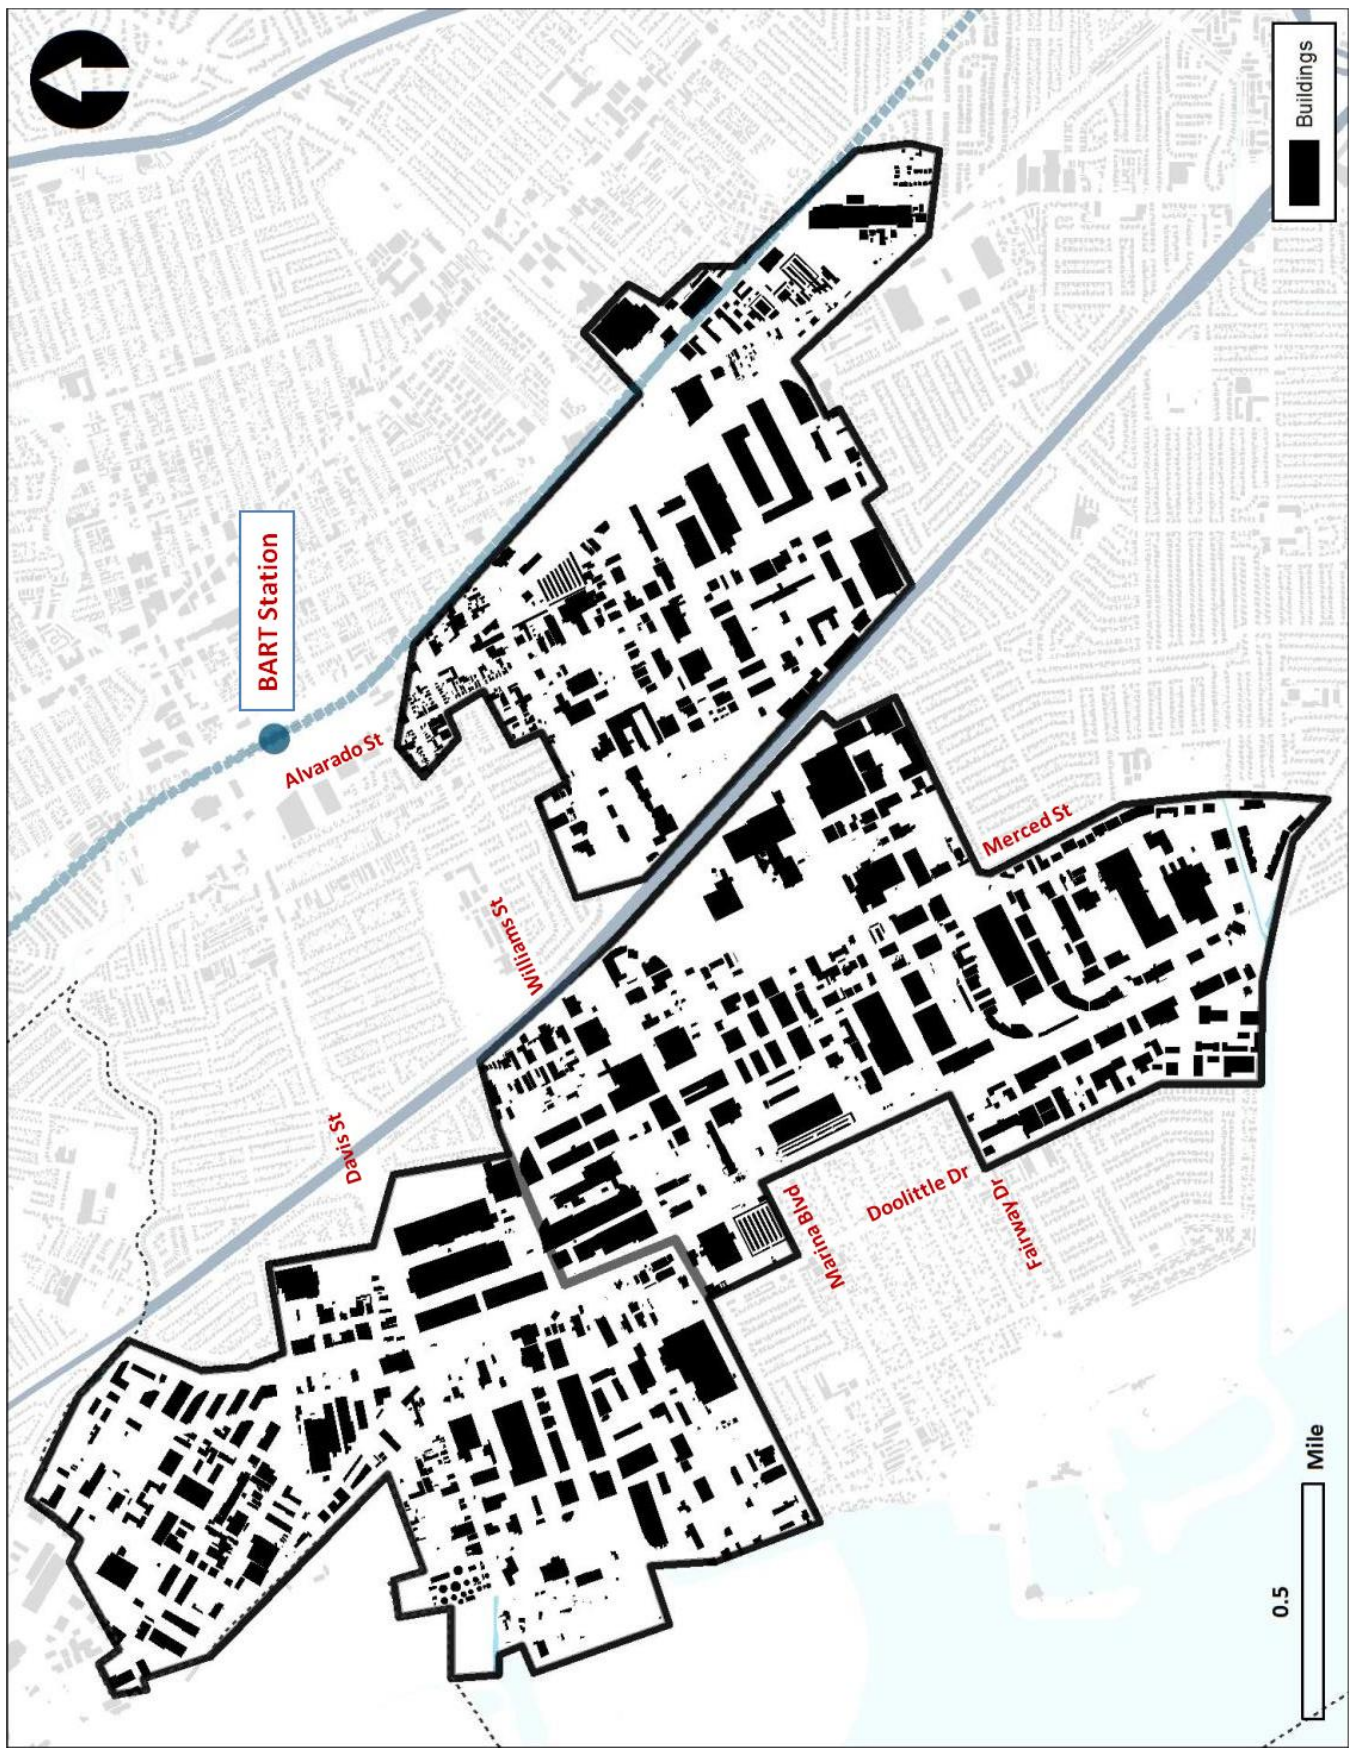 BART Station
Alvarado St
Williams St
Davis St
Merced St
Marina Blvd
Doolittle Dr
Fairway Dr
Buildings
0.5
Mile